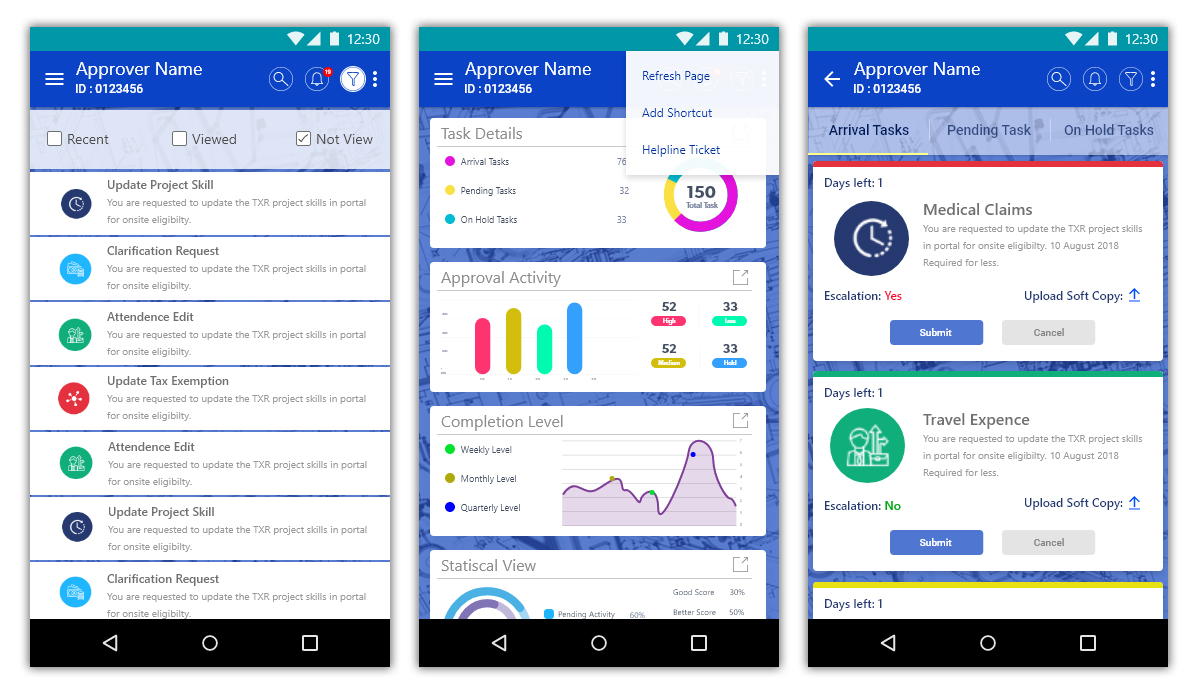 12:30
Approver Name
ID : 0123456
19
Recent
Viewed
Not View
Update Project Skill
You are requested to update the TXR project skills in portal
for onsite eligibilty.
Clarification Request
You are requested to update the TXR project skills in portal
for onsite eligibilty.
Attendence Edit
You are requested to update the TXR project skills in portal
for onsite eligibilty.
Update Tax Exemption
You are requested to update the TXR project skills in portal
for onsite eligibilty.
Attendence Edit
You are requested to update the TXR project skills in portal
for onsite eligibilty.
Update Project Skill
You are requested to update the TXR project skills in portal
for onsite eligibilty.
Clarification Request
You are requested to update the TXR project skills in portal
for onsite eligibilty.
12:30
Approver Name
ID : 0123456
Refresh Page
Add Shortcut
Helpline Ticket
Task Details
Arrival Tasks 76
Pending Tasks 32
On Hold Tasks 33
150
Total Task
Approval Activity
52 33
High
52 33
Medium Hold
Completion Level
Weekly Level
Monthly Level
Quarterly Level
Statiscal View
Pending Activity 60%
Good Score 30%
Better Score 50%
12:30
Approver Name
ID : 0123456
Arrival Tasks Pending Task On Hold Tasks
Days left: 1
Medical Claims
You are requested to update the TXR project skills
in portal for onsite eligibilty. 10 August 2018
Required for less.
Escalation: Yes Upload Soft Copy:
Submit Cancel
Days left: 1
Travel Expence
You are requested to update the TXR project skills
in portal for onsite eligibilty. 10 August 2018
Required for less.
Escalation: No Upload Soft Copy:
Submit Cancel
Days left: 1